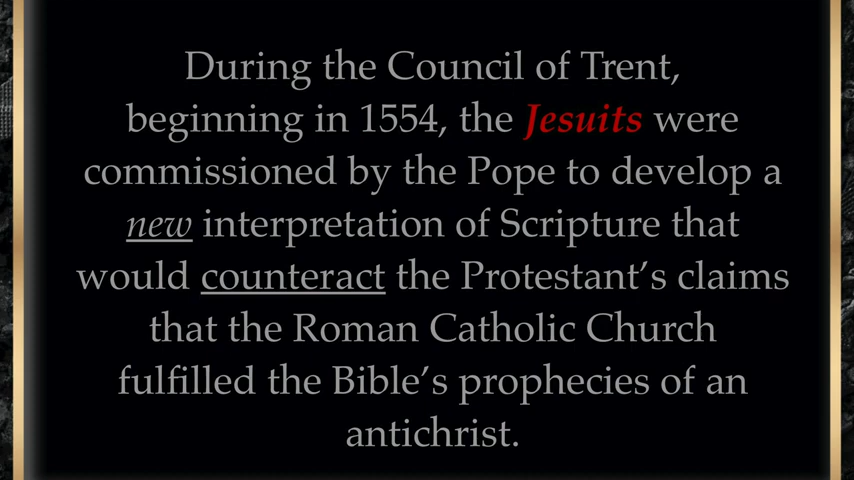 During the Council of Trent,
beginning in 1554, the Jesuits were
commissioned by the Pope to develop a
new interpretation of Scripture that
would counteract the Protestant’s claims
that the Roman Catholic Church
fulfilled the Bible’s prophecies of an
antichrist.